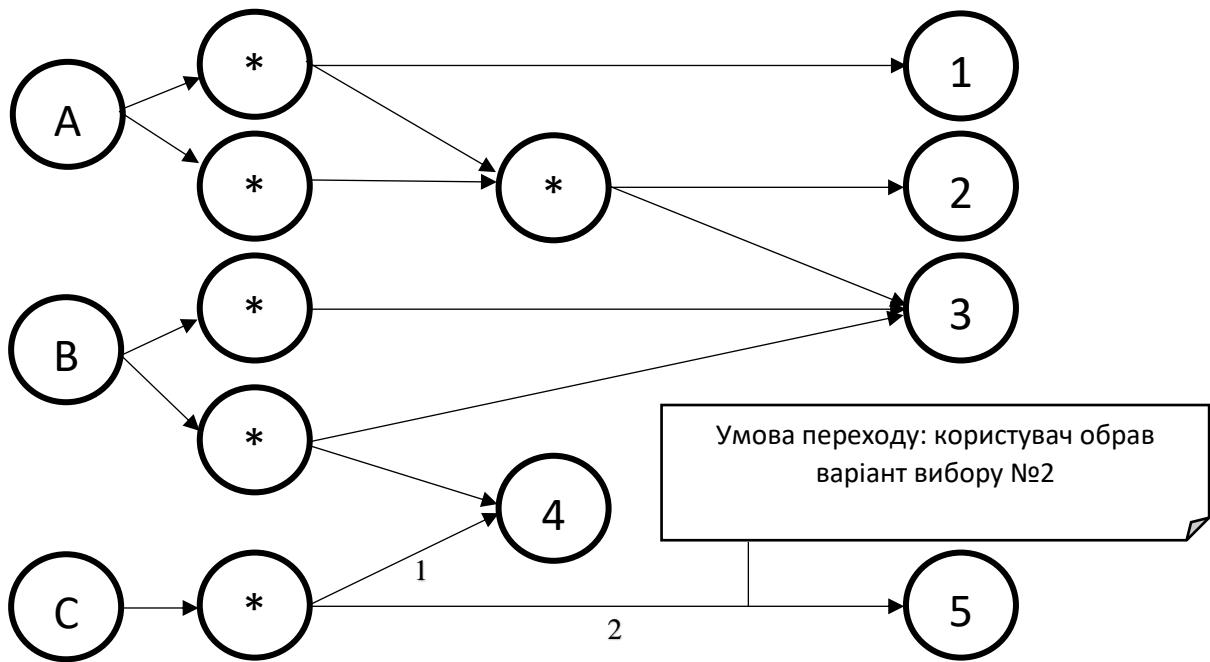 *
1
A
*
*
2
*
3
B
*
Умова переходу: користувач обрав
варіант вибору №2
4
1
C
*
2
5